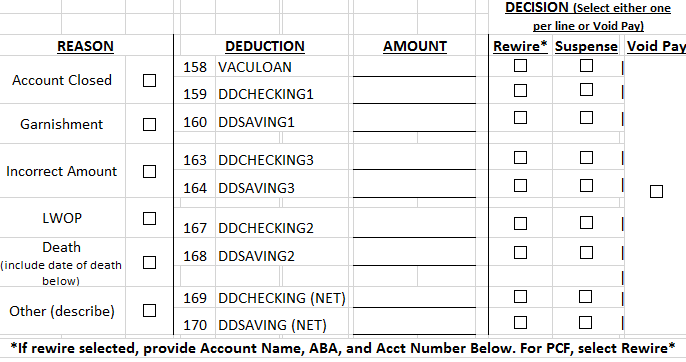 DECISION (Select either one
per line or Void Pay)
REASON DEDUCTION AMOUNT Rewire* Suspense Void Pay
158 VACULOAN
Account Closed
159 DDCHECKING1
Garnishment 160 DDSAVING1
163 DDCHECKING3
Incorrect Amount
164 DDSAVING3
LWOP
167 DDCHECKING2
Death
(include date of death
below)
168 DDSAVING2
169 DDCHECKING (NET)
Other (describe)
170 DDSAVING (NET)
*If rewire selected, provide Account Name, ABA, and Acct Number Below. For PCF, select Rewire*